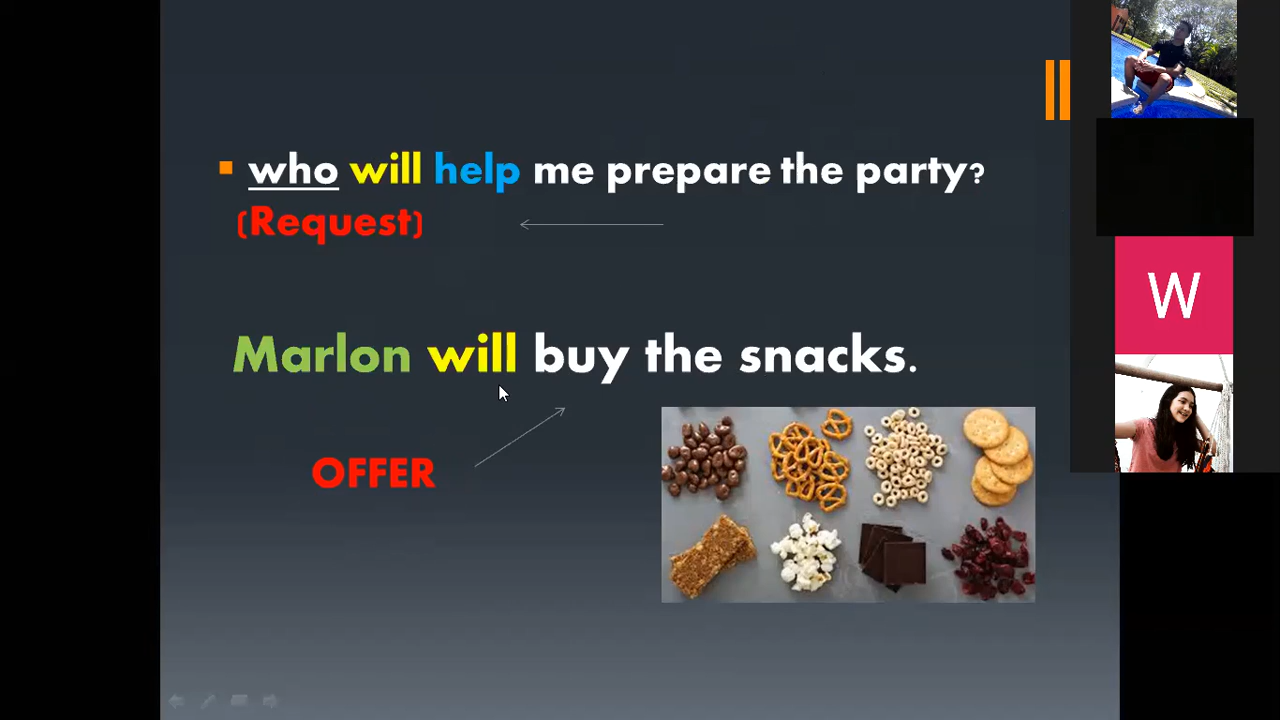 who will help me prepare the party?
(Request)
Marlon will buy the snacks.
OFFER
W